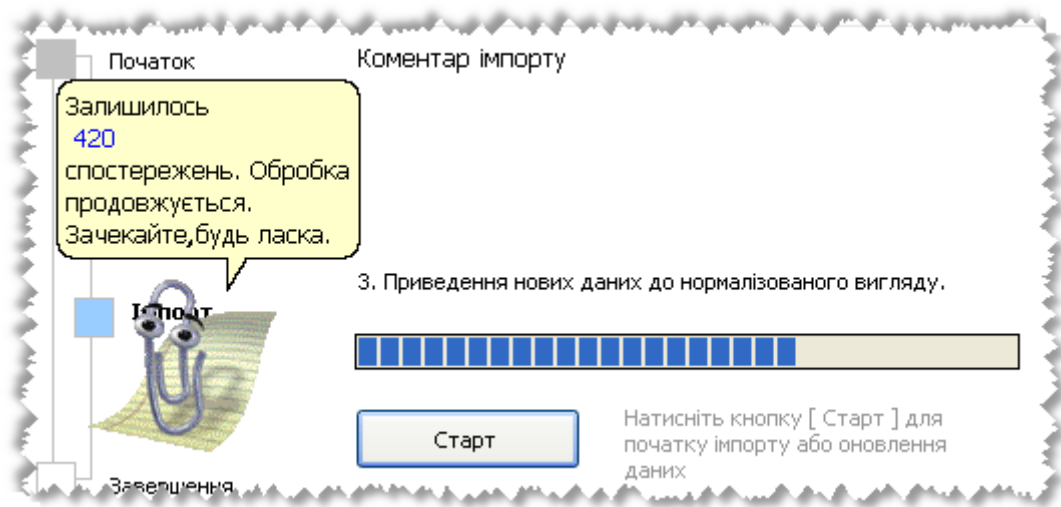 Початок
Коментар імпорту
Залишилось
420
спостережень. Обробка
продовжується.
Зачекайте,будь ласка.
3. Приведення нових даних до нормалізованого вигляду.
Імпорт
Старт
Натисніть кнопку [ Старт ] для
початку імпорту або оновлення
даних
Завершення